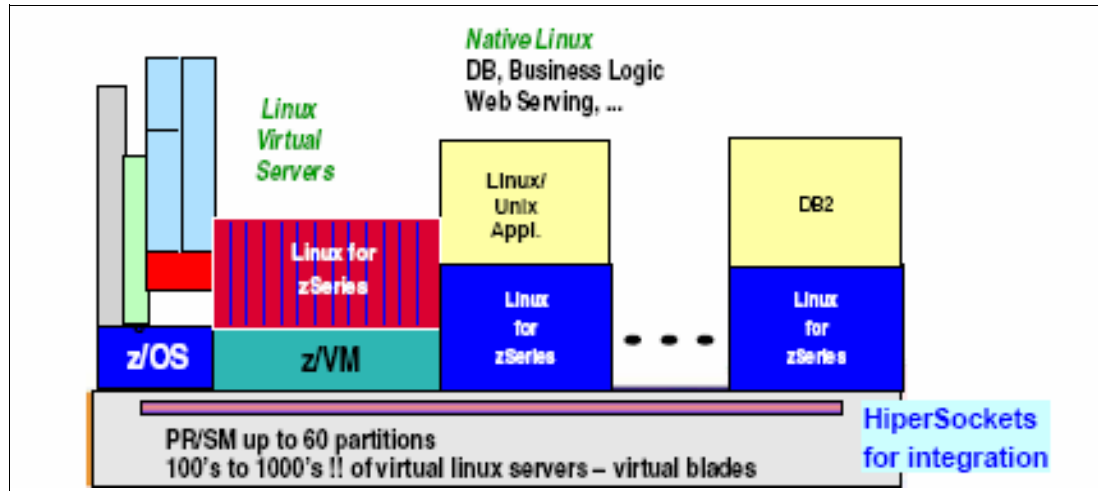 Native Linux
DB, Business Logic
Web Serving, ...
Linux
Virtual
Servers
Linux/
Unix
Appl.
DB2
Linux for
zSeries
Linux
for
zSeries
Linux
for
zSeries
z/OS
z/VM
HiperSockets
for integration
PR/SM up to 60 partitions
100's to 1000's !! of virtual linux servers – virtual blades